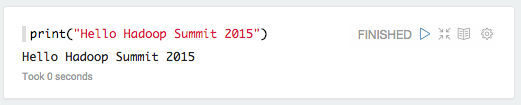 print("Hello Hadoop Summit 2015") FINISHED
Hello Hadoop Summit 2015
Took 0 seconds